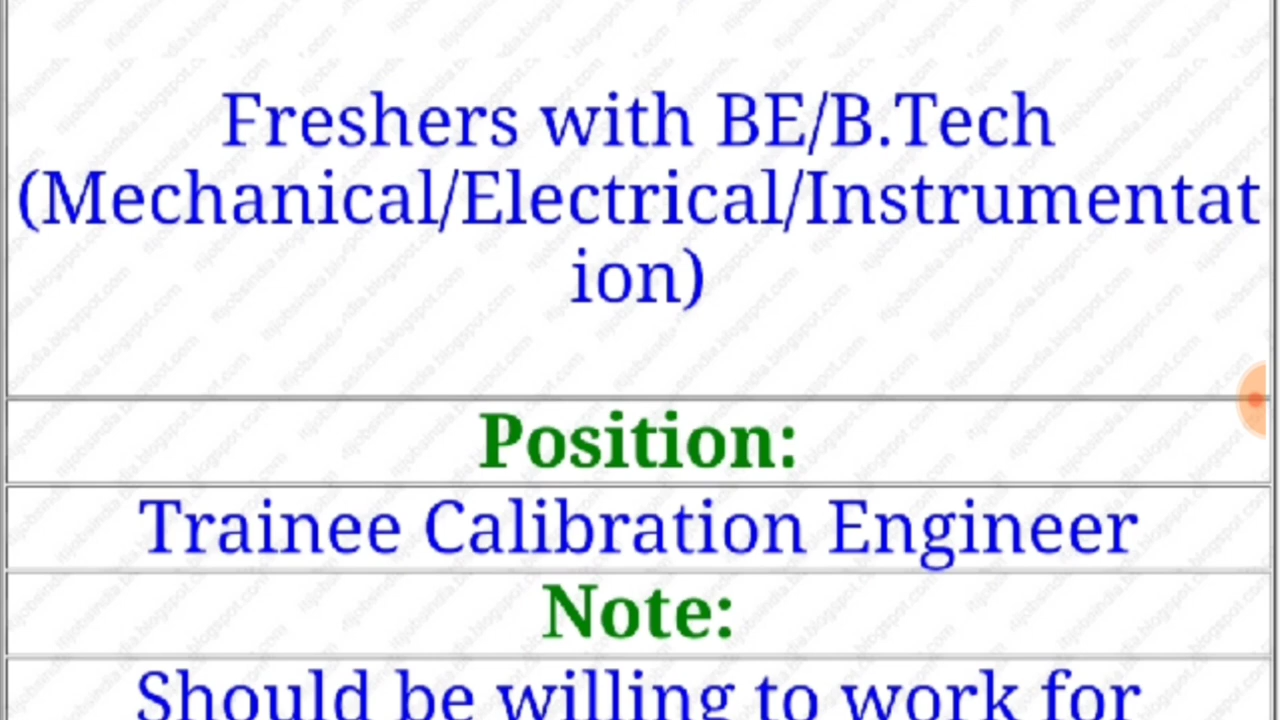 Freshers with BE/B.Tech
(Mechanical/Electrical/Instrumentat
ion)
Position:
Trainee Calibration Engineer
Note:
Should be willing to work for